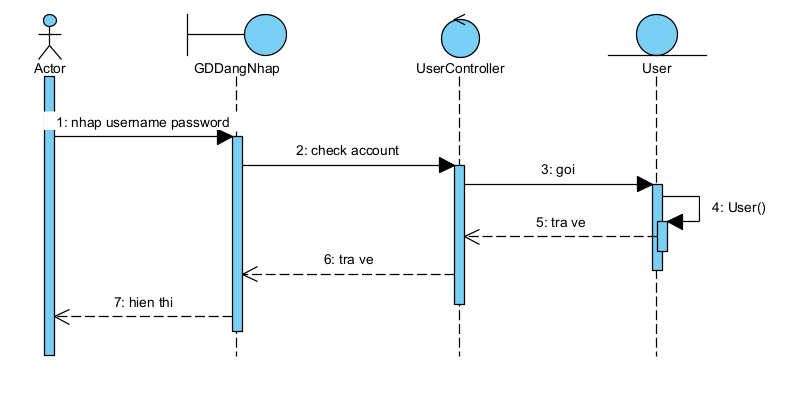 Actor
GDDangNhap
UserController
User
1: nhap username password
2: check account
3: goi
4: User()
5: tra ve
6: tra ve
7: hien thi